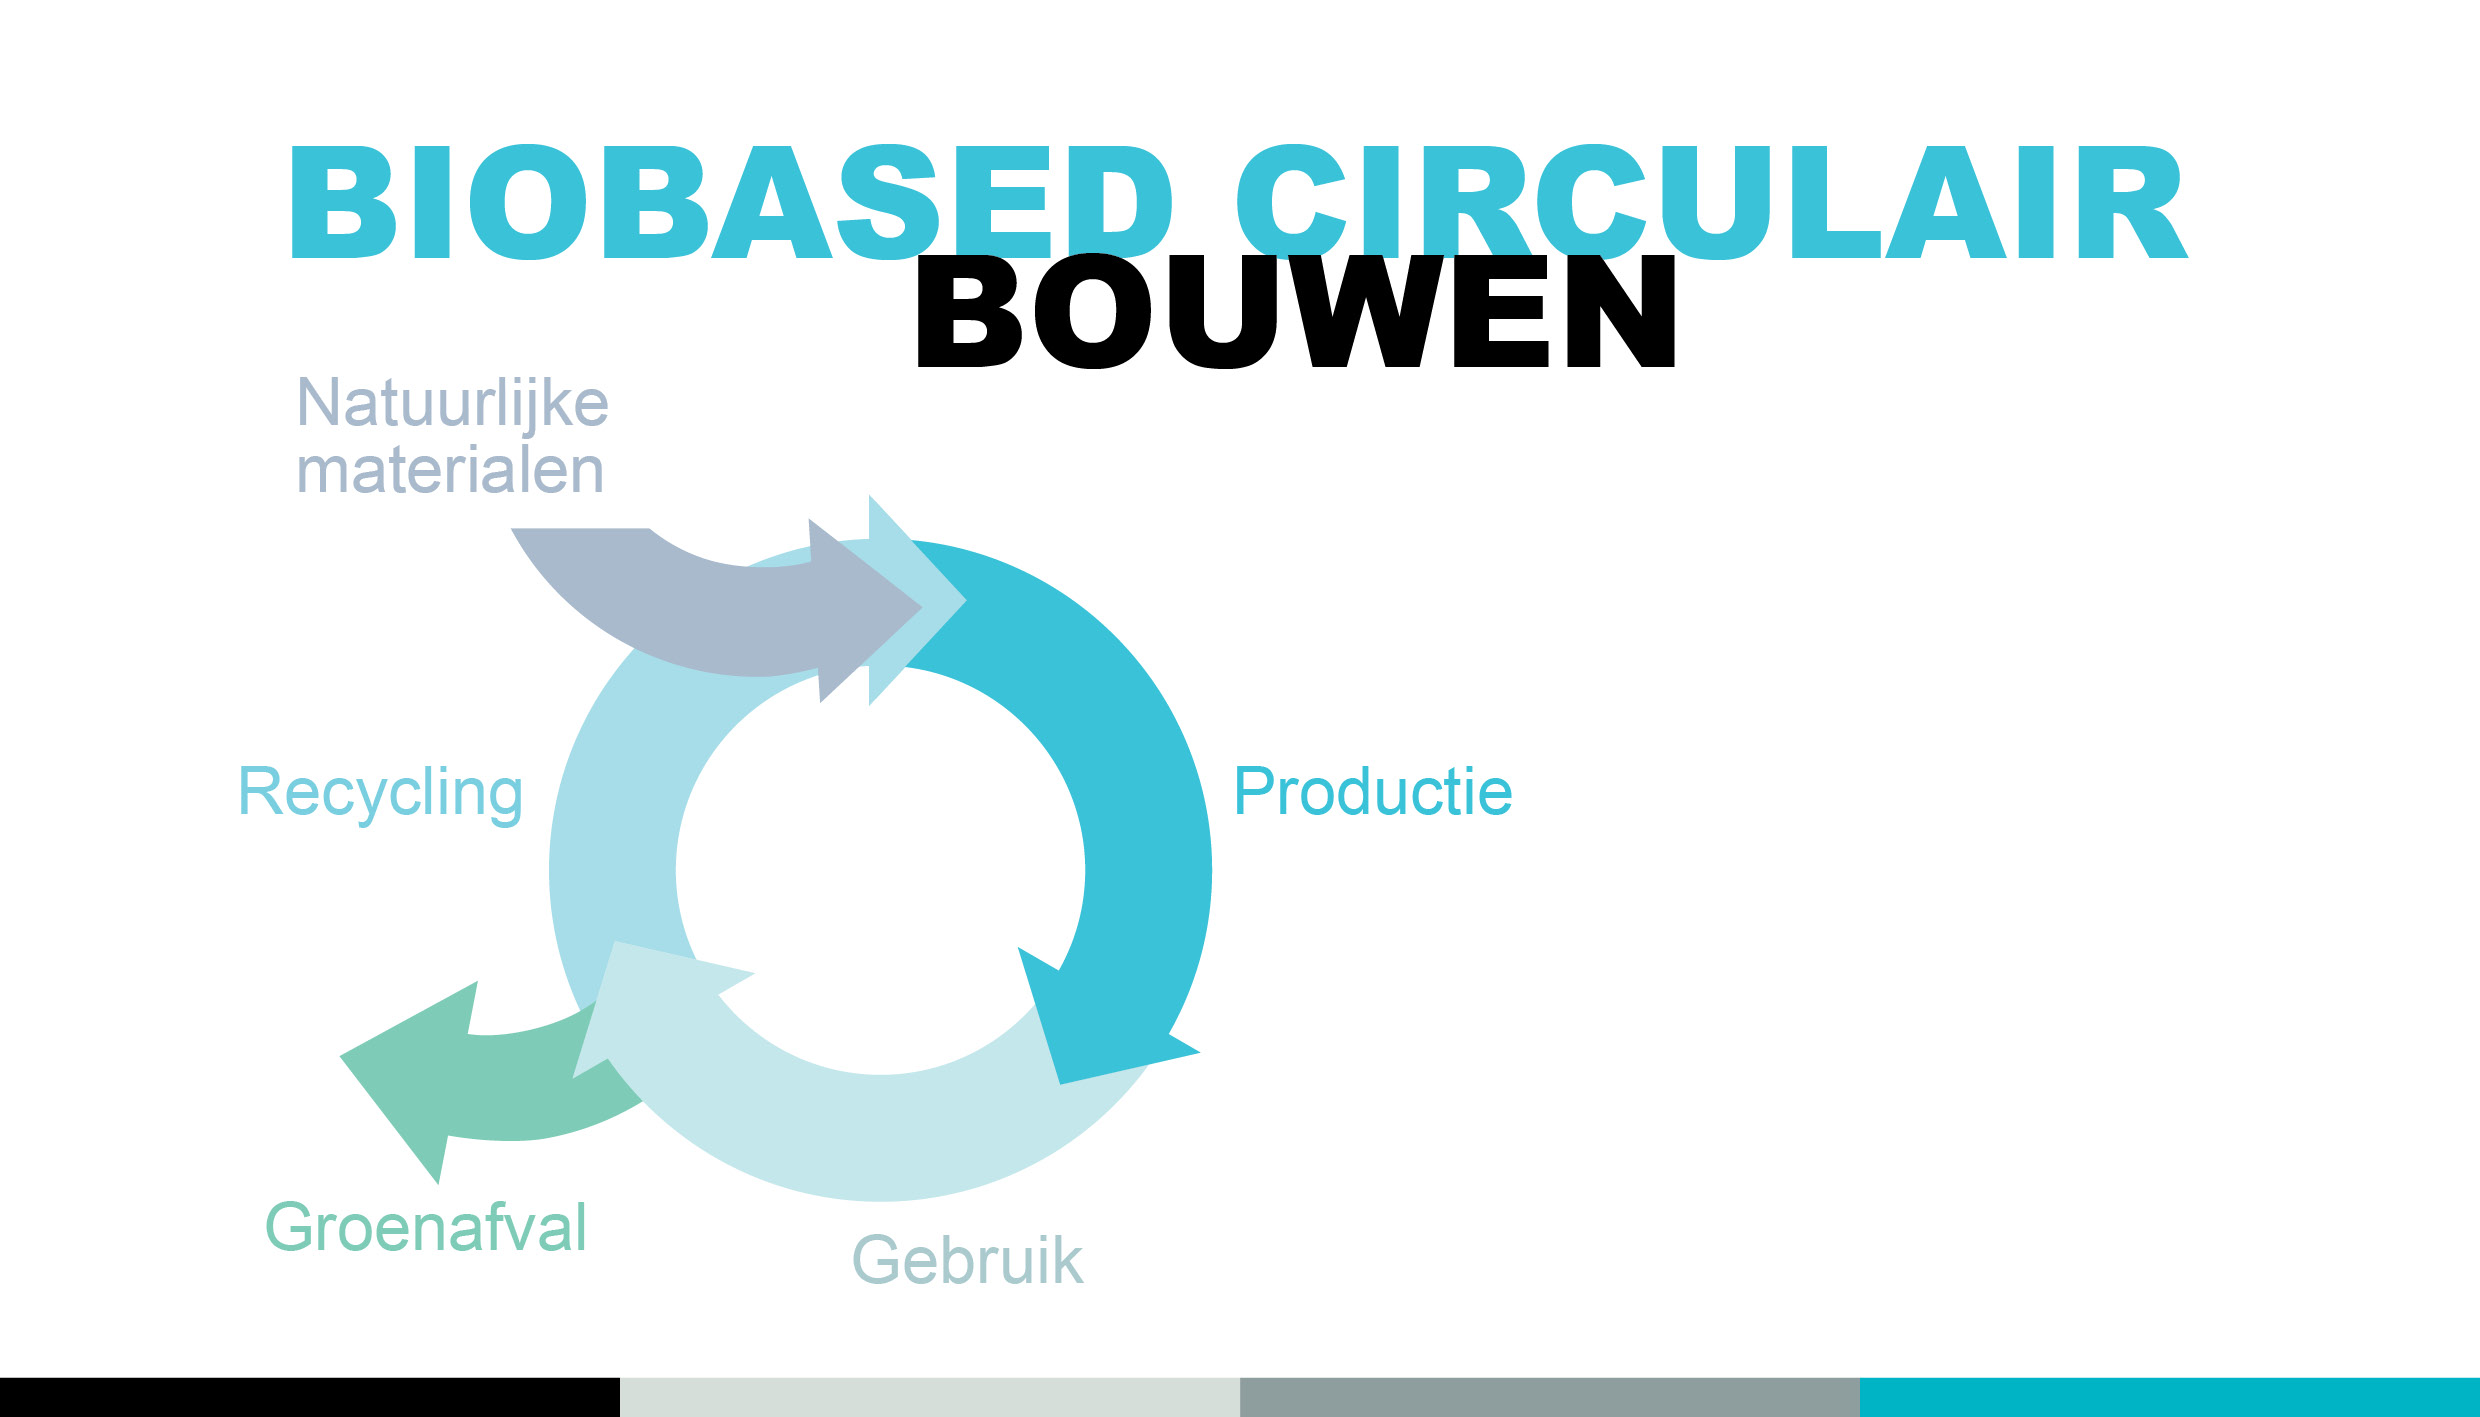 BIOBASED CIRCULAIR
BOUWEN
Natuurlijke
materialen
Recycling
Productie
Groenafval
Gebruik